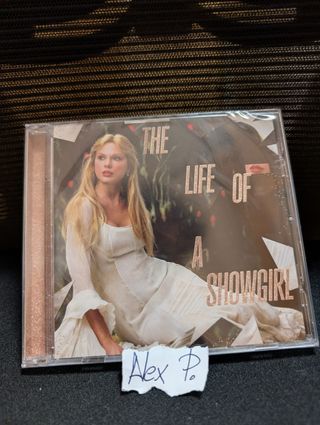 THE
LIFE OF
A
SHOWGIRL
Alex P.